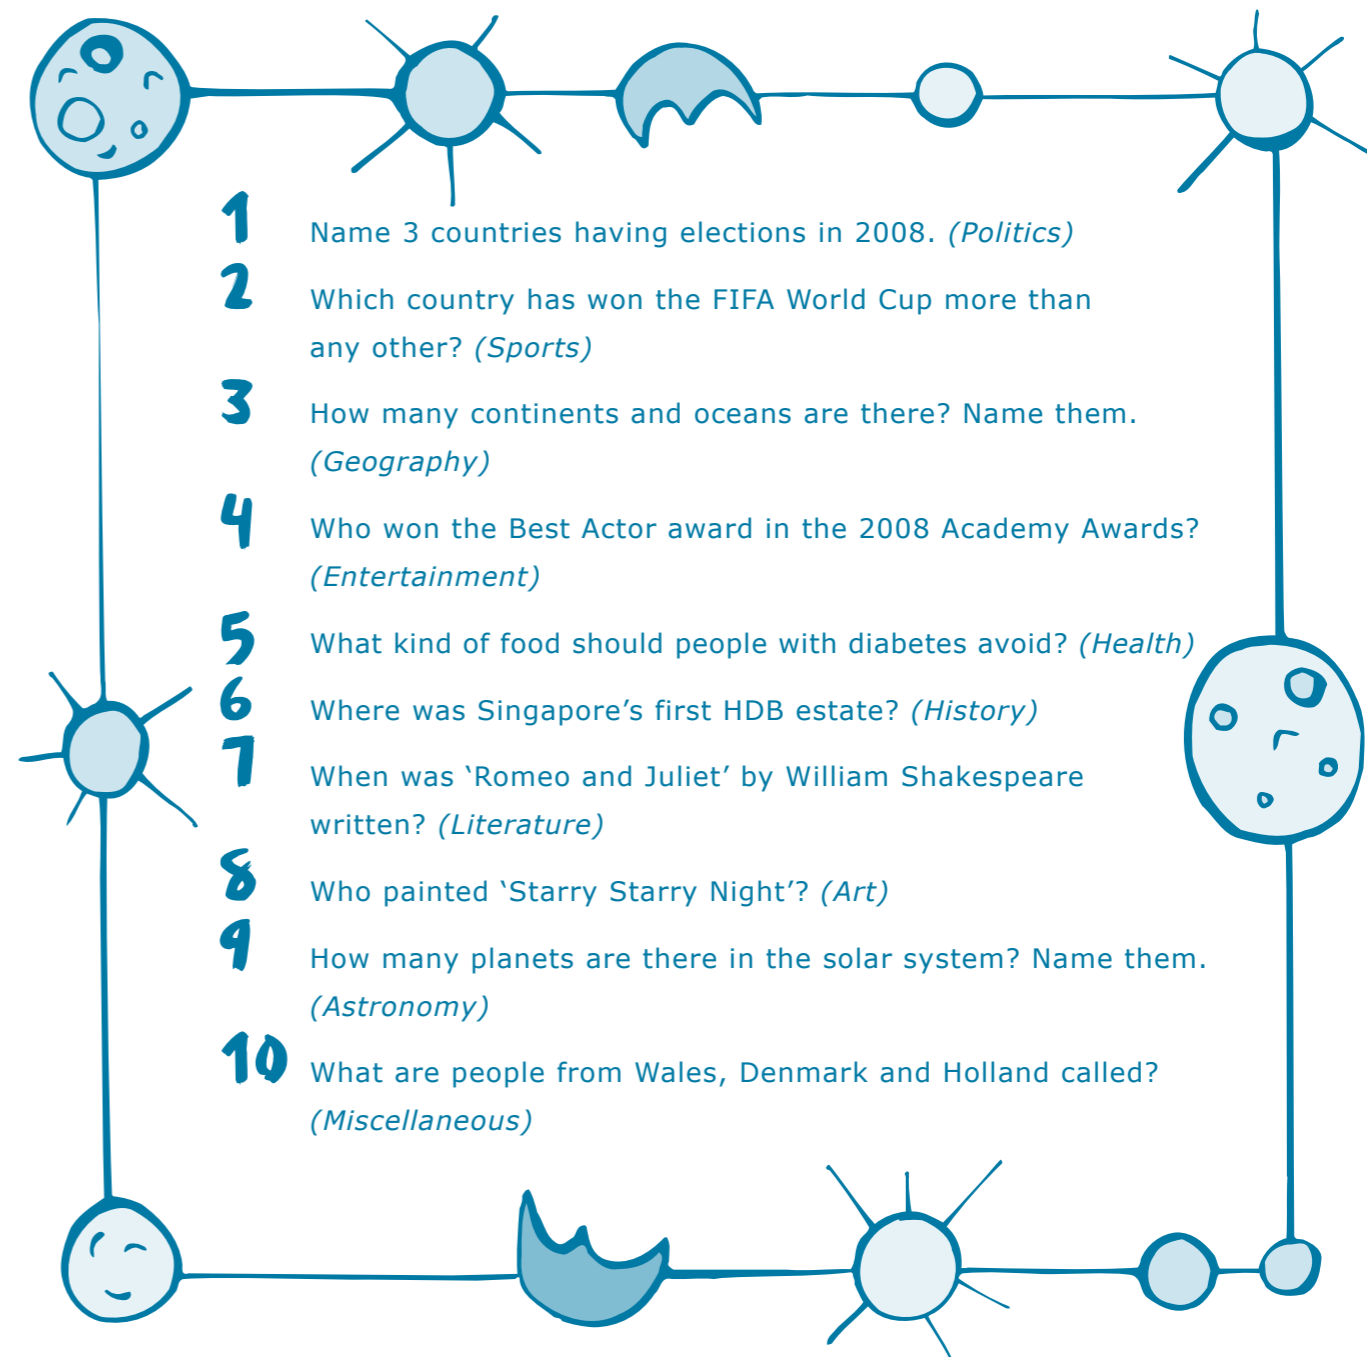 1 Name 3 countries having elections in 2008. (Politics)
2 Which country has won the FIFA World Cup more than
any other? (Sports)
3 How many continents and oceans are there? Name them.
(Geography)
4 Who won the Best Actor award in the 2008 Academy Awards?
(Entertainment)
5 What kind of food should people with diabetes avoid? (Health)
6 Where was Singapore’s first HDB estate? (History)
7 When was ‘Romeo and Juliet’ by William Shakespeare
written? (Literature)
8 Who painted ‘Starry Starry Night’? (Art)
9 How many planets are there in the solar system? Name them.
(Astronomy)
10 What are people from Wales, Denmark and Holland called?
(Miscellaneous)